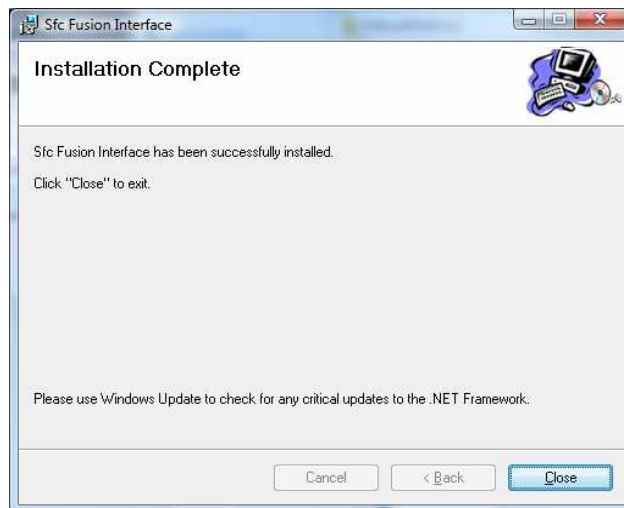 Sfc Fusion Interface
Installation Complete
Sfc Fusion Interface has been successfully installed.
Click "Close" to exit.
Please use Windows Update to check for any critical updates to the .NET Framework.
Cancel
< Back
Close